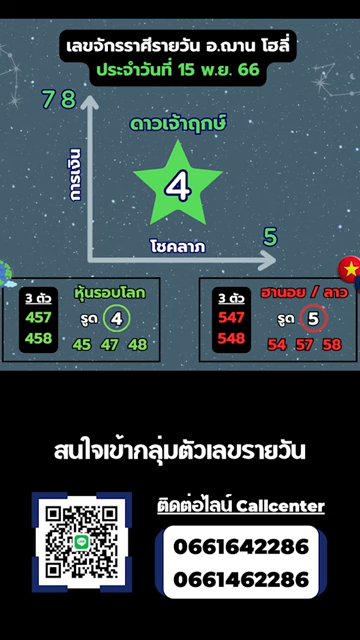 เลขจักรราศีรายวัน อ.ฌาน โฮลี่
ประจำวันที่ 15 พ.ย. 66
7 8
ดาวเจ้าฤกษ์
การเงิน
4
โชคลาภ
5
3 ตัว
457
458
หุ้นรอบโลก
รูด 4
45 47 48
3 ตัว
547
548
ฮานอย / ลาว
รูด 5
54 57 58
สนใจเข้ากลุ่มตัวเลขรายวัน
ติดต่อไลน์ Callcenter
0661642286
0661462286
LINE